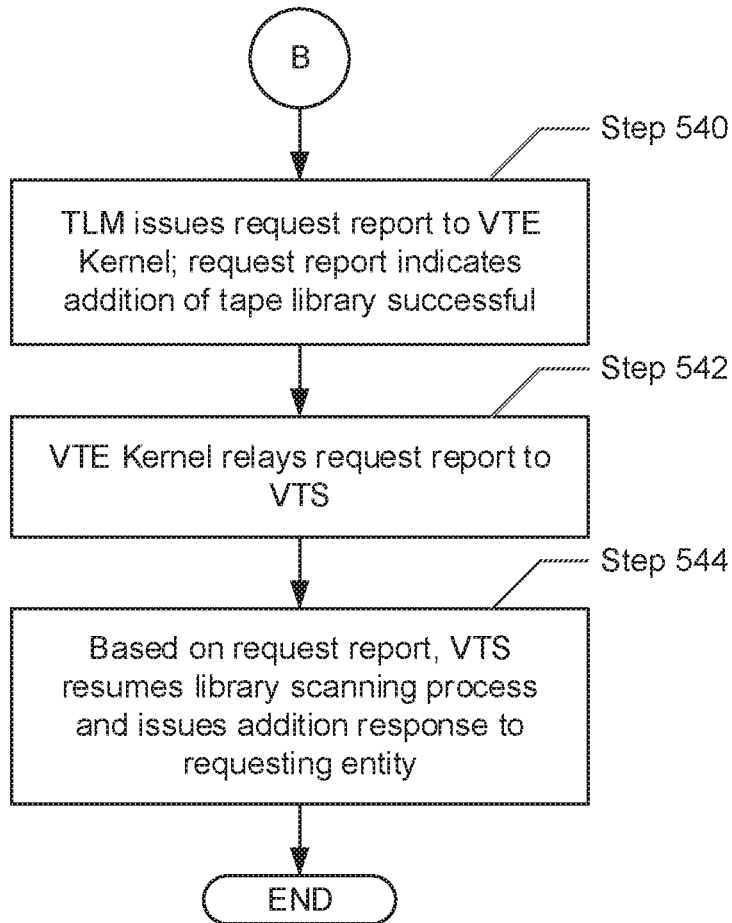 B
Step 540
TLM issues request report to VTE
Kernel; request report indicates
addition of tape library successful
Step 542
VTE Kernel relays request report to
VTS
Step 544
Based on request report, VTS
resumes library scanning process
and issues addition response to
requesting entity
END